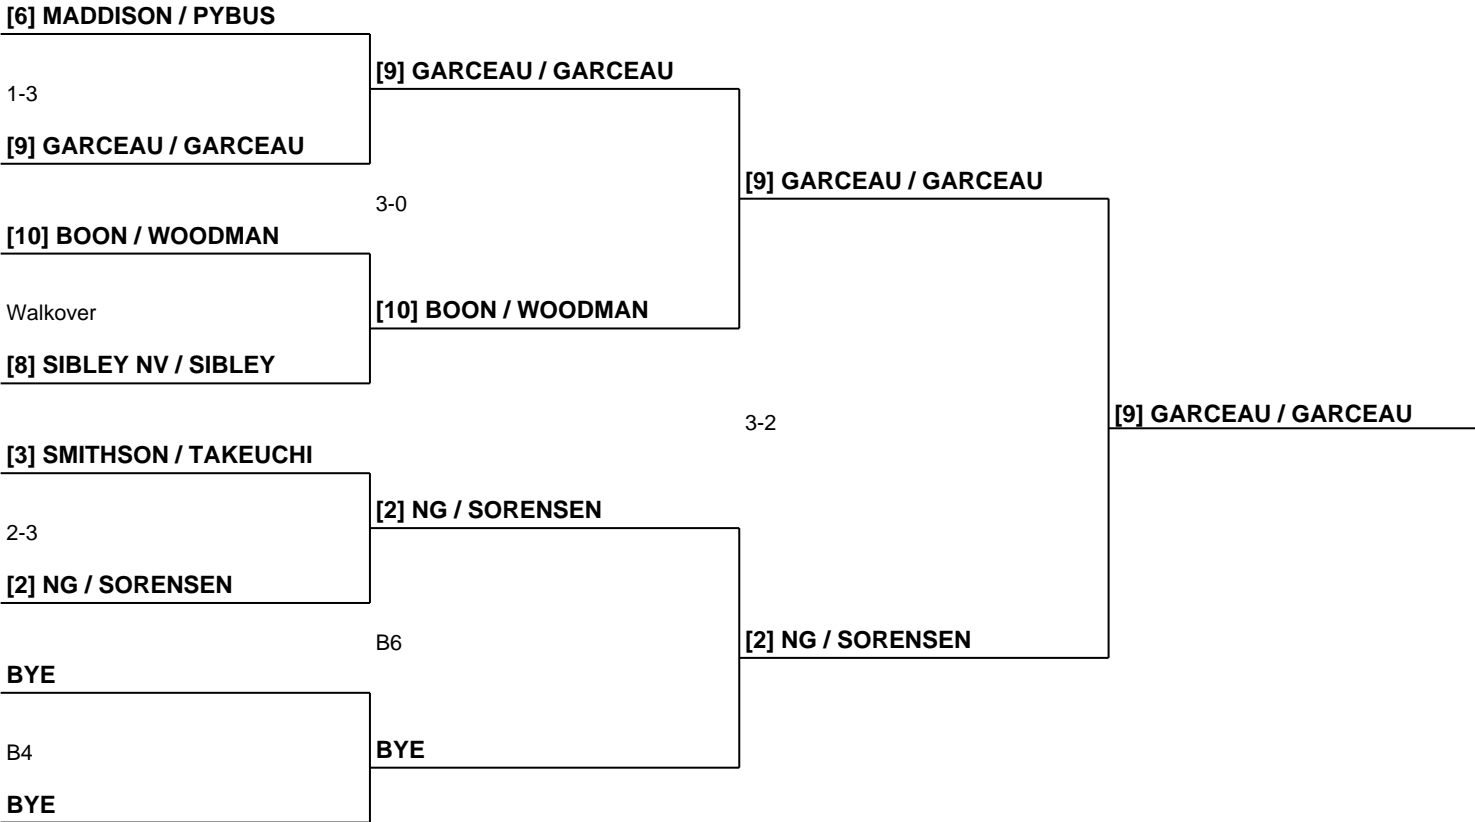 [6] MADDISON / PYBUS
[9] GARCEAU / GARCEAU
1-3
[9] GARCEAU / GARCEAU
[9] GARCEAU / GARCEAU
3-0
[10] BOON / WOODMAN
[10] BOON / WOODMAN
Walkover
[8] SIBLEY NV / SIBLEY
[9] GARCEAU / GARCEAU
3-2
[3] SMITHSON / TAKEUCHI
[2] NG / SORENSEN
2-3
[2] NG / SORENSEN
B6
[2] NG / SORENSEN
BYE
B4
BYE
BYE